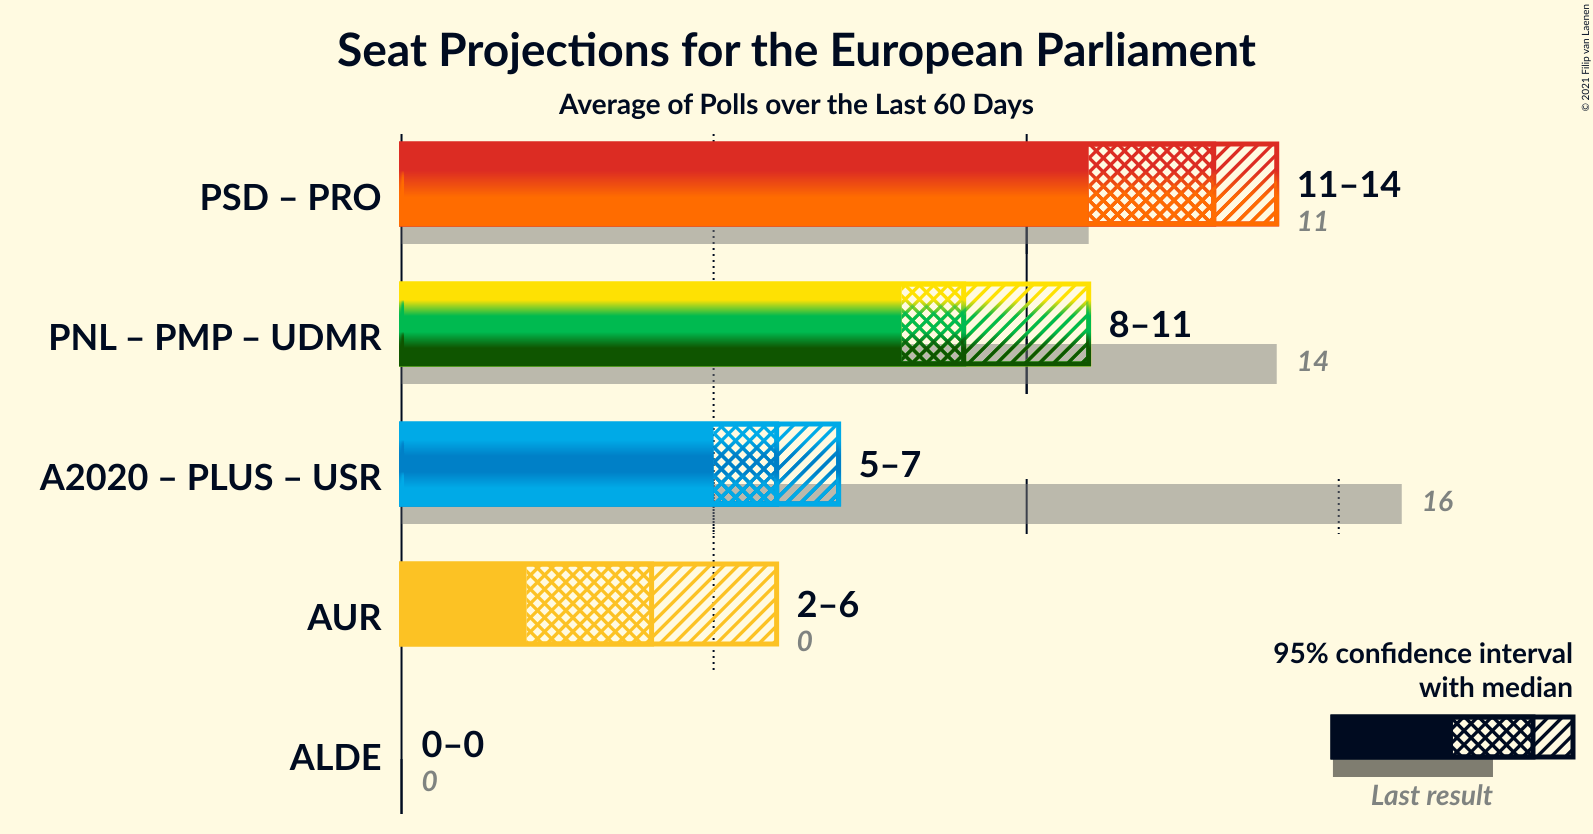 Seat Projections for the European Parliament
Average of Polls over the Last 60 Days
© 2021 Filip van Laenen
PSD – PRO
11–14
11
PNL – PMP – UDMR
8–11
14
A2020 – PLUS – USR
5–7
16
AUR
2–6
0
ALDE
0–0
0
95% confidence interval
with median
Last result